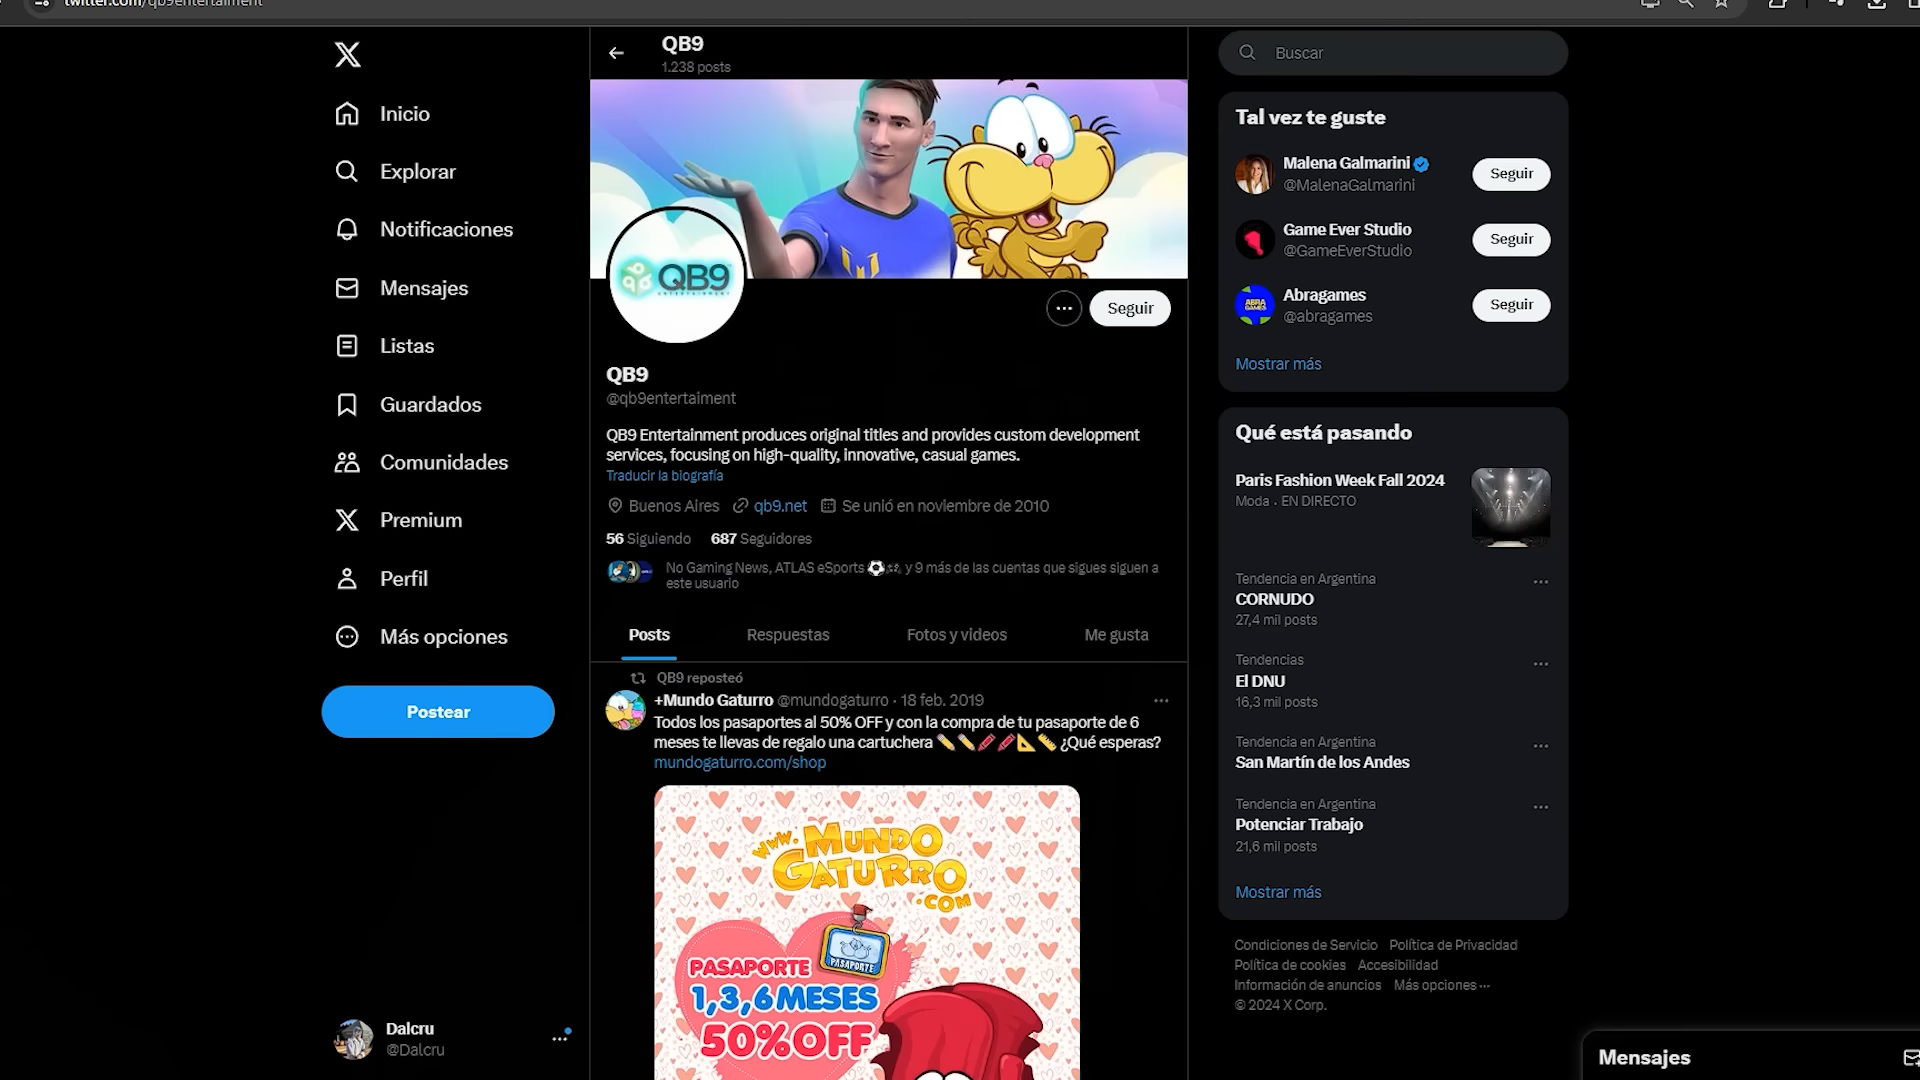 twitter.com/qb9entertaiment
Inicio
Explorar
Notificaciones
Mensajes
Listas
Guardados
Comunidades
Premium
Perfil
Más opciones
Postear
Dalcru
@Dalcru
QB9
1.238 posts
QB9
ENTERTAINMENT
Seguir
QB9
@qb9entertaiment
QB9 Entertainment produces original titles and provides custom development
services, focusing on high-quality, innovative, casual games.
Traducir la biografía
Buenos Aires qb9.net Se unió en noviembre de 2010
56 Siguiendo 687 Seguidores
No Gaming News, ATLAS eSports ⚽ y 9 más de las cuentas que sigues siguen a
este usuario
Posts Respuestas Fotos y videos Me gusta
QB9 reposteó
+Mundo Gaturro @mundogaturro · 18 feb. 2019
Todos los pasaportes al 50% OFF y con la compra de tu pasaporte de 6
meses te llevas de regalo una cartuchera ✏️✏️🖍️🖍️📐📏 ¿Qué esperas?
mundogaturro.com/shop
www.MUNDO
GATURRO
.COM
PASAPORTE
PASAPORTE
1,3,6 MESES
50% OFF
Buscar
Tal vez te guste
Malena Galmarini
@MalenaGalmarini
Seguir
Game Ever Studio
@GameEverStudio
Seguir
ABRA
GAMES
Abragames
@abragames
Seguir
Mostrar más
Qué está pasando
Paris Fashion Week Fall 2024
Moda · EN DIRECTO
Tendencia en Argentina
CORNUDO
27,4 mil posts
Tendencias
El DNU
16,3 mil posts
Tendencia en Argentina
San Martín de los Andes
Tendencia en Argentina
Potenciar Trabajo
21,6 mil posts
Mostrar más
Condiciones de Servicio Política de Privacidad
Política de cookies Accesibilidad
Información de anuncios Más opciones ···
© 2024 X Corp.
Mensajes